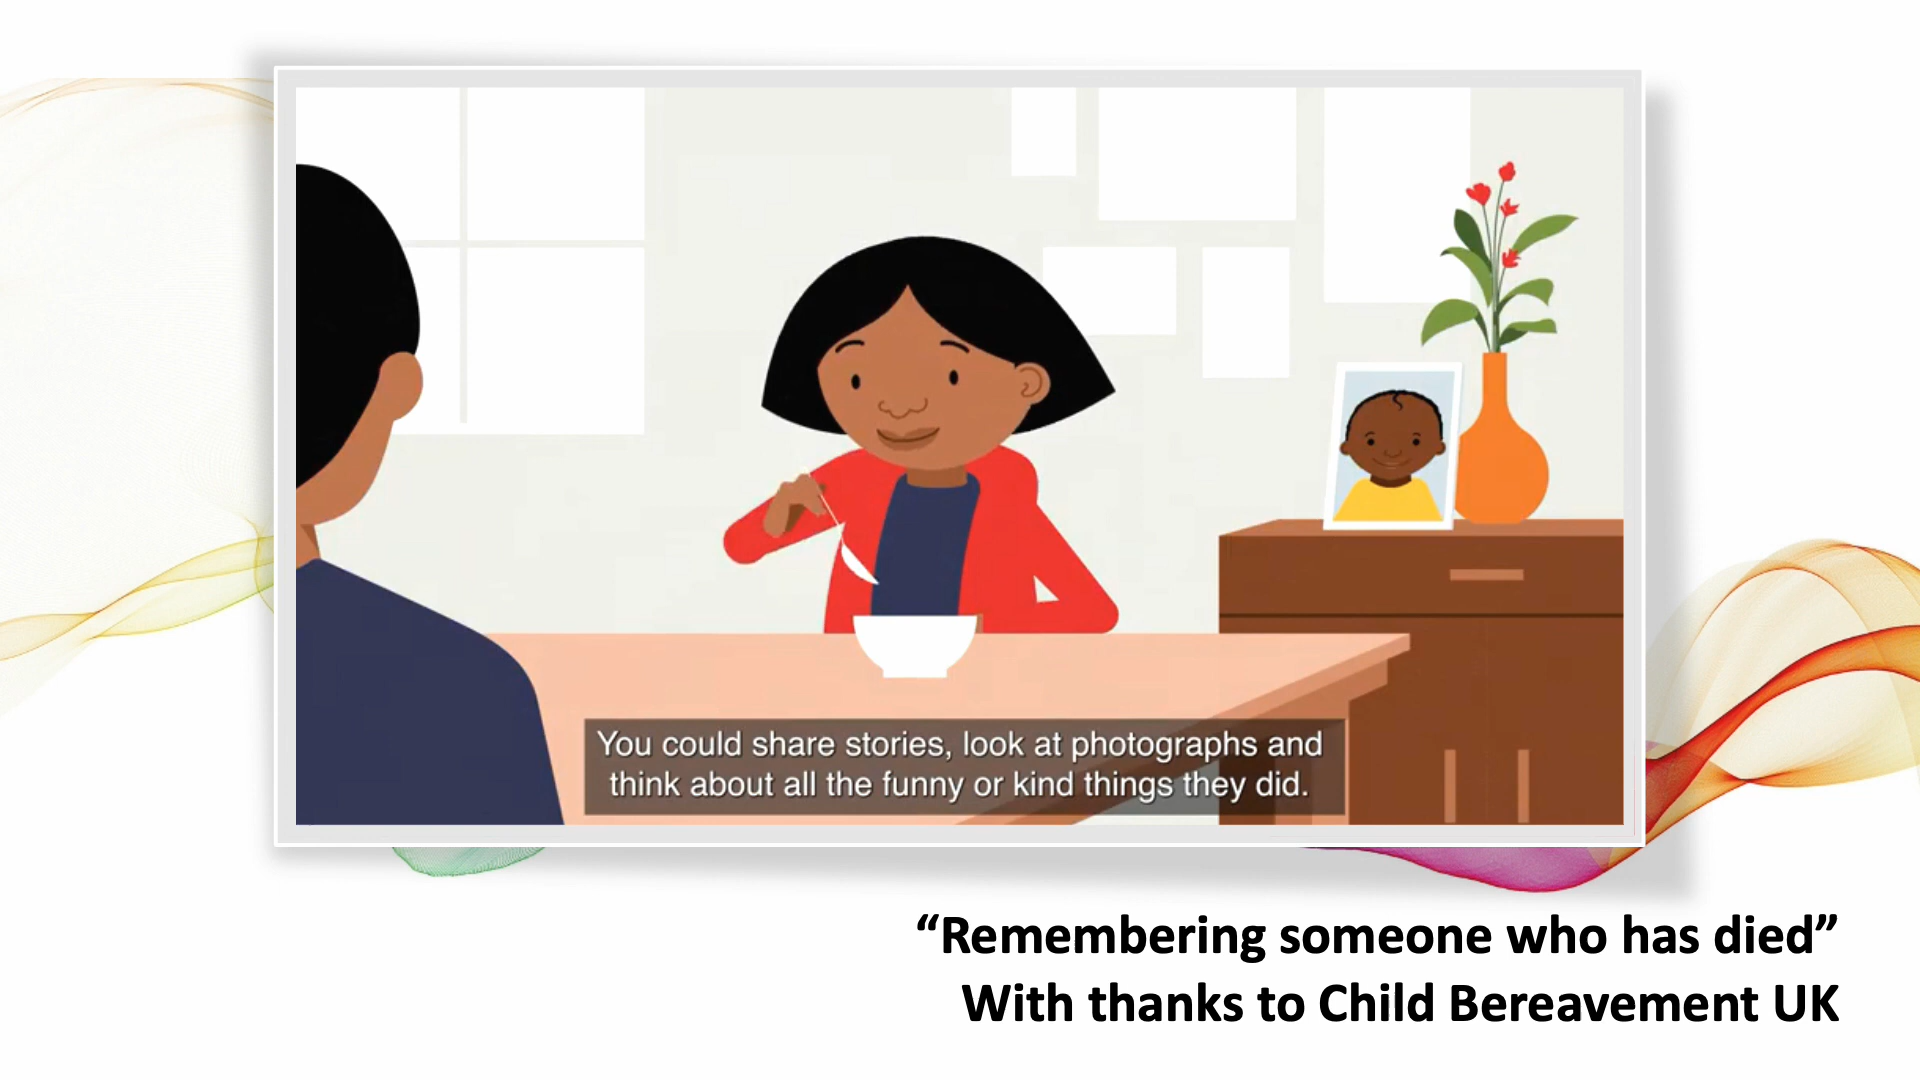 You could share stories, look at photographs and
think about all the funny or kind things they did.
“Remembering someone who has died”
With thanks to Child Bereavement UK